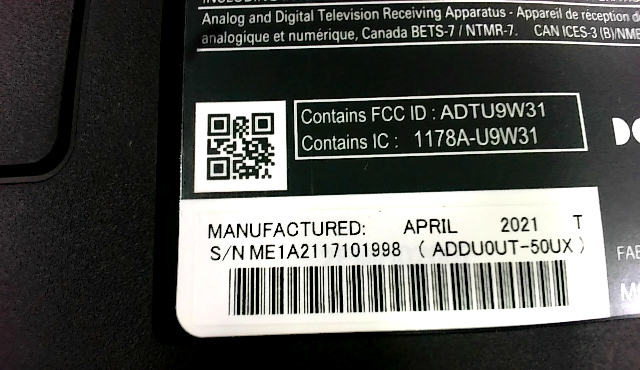 Analog and Digital Television Receiving Apparatus - Appareil de réception d
analogique et numérique, Canada BETS-7 / NTMR-7. CAN ICES-3 (B)/NMB
Contains FCC ID : ADTU9W31
Contains IC : 1178A-U9W31
MANUFACTURED: APRIL 2021 T
S/N ME1A2117101998 ( ADDU0UT-50UX )
FAB